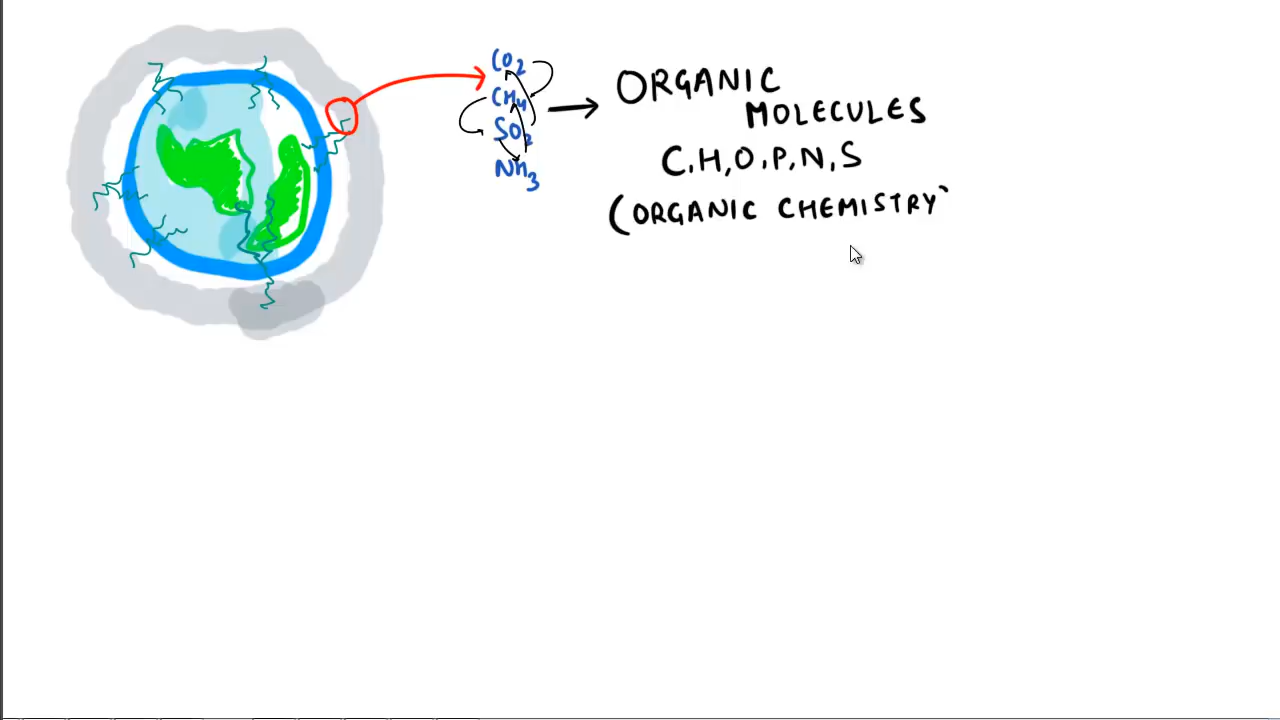 CO2
CH4
SO2
NH3
ORGANIC
MOLECULES
C.H,O.P,N,S
(ORGANIC CHEMISTRY`